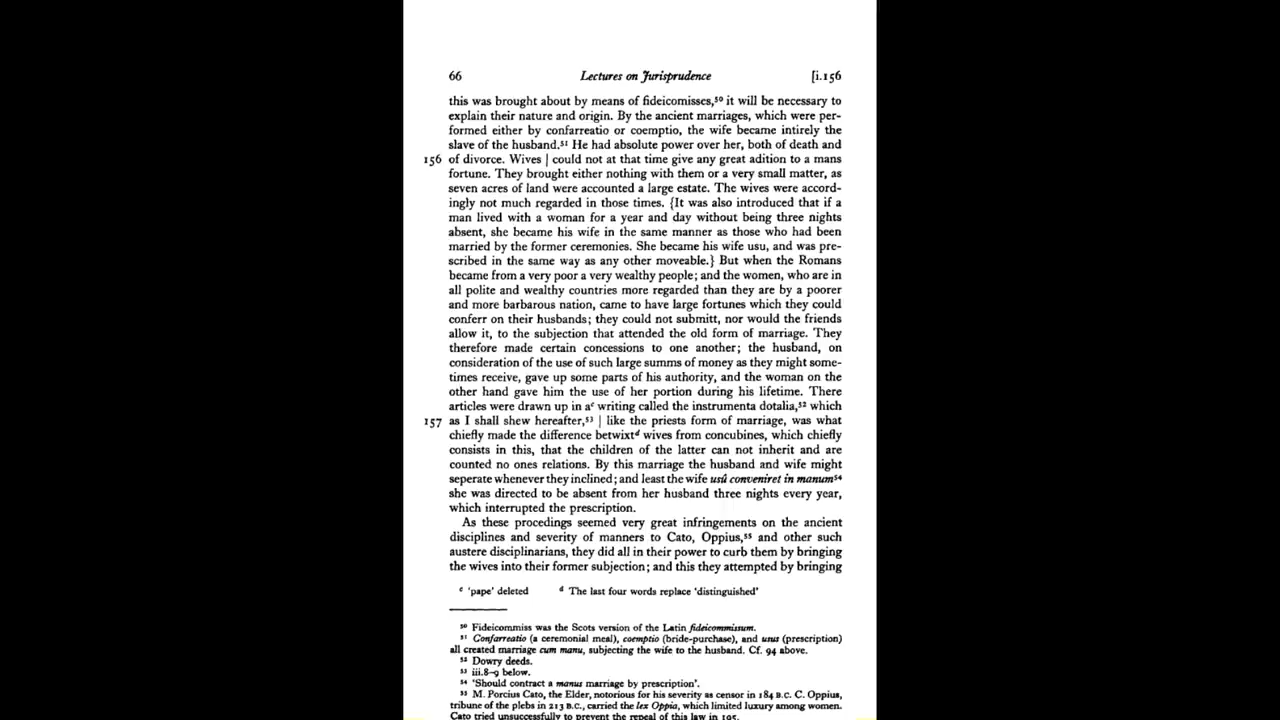 66 Lectures on Jurisprudence [i.156
this was brought about by means of fideicomisses,⁵⁰ it will be necessary to
explain their nature and origin. By the ancient marriages, which were per-
formed either by confarreatio or coemptio, the wife became intirely the
slave of the husband.⁵¹ He had absolute power over her, both of death and
156 of divorce. Wives | could not at that time give any great adition to a mans
fortune. They brought either nothing with them or a very small matter, as
seven acres of land were accounted a large estate. The wives were accord-
ingly not much regarded in those times. {It was also introduced that if a
man lived with a woman for a year and day without being three nights
absent, she became his wife in the same manner as those who had been
married by the former ceremonies. She became his wife usu, and was pre-
scribed in the same way as any other moveable.} But when the Romans
became from a very poor a very wealthy people; and the women, who are in
all polite and wealthy countries more regarded than they are by a poorer
and more barbarous nation, came to have large fortunes which they could
conferr on their husbands; they could not submitt, nor would the friends
allow it, to the subjection that attended the old form of marriage. They
therefore made certain concessions to one another; the husband, on
consideration of the use of such large summs of money as they might some-
times receive, gave up some parts of his authority, and the woman on the
other hand gave him the use of her portion during his lifetime. There
articles were drawn up in aᶜ writing called the instrumenta dotalia,⁵² which
157 as I shall shew hereafter,⁵³ | like the priests form of marriage, was what
chiefly made the difference betwixtᵈ wives from concubines, which chiefly
consists in this, that the children of the latter can not inherit and are
counted no ones relations. By this marriage the husband and wife might
seperate whenever they inclined; and least the wife usû conveniret in manum⁵⁴
she was directed to be absent from her husband three nights every year,
which interrupted the prescription.
As these procedings seemed very great infringements on the ancient
disciplines and severity of manners to Cato, Oppius,⁵⁵ and other such
austere disciplinarians, they did all in their power to curb them by bringing
the wives into their former subjection; and this they attempted by bringing
ᶜ 'pape' deleted ᵈ The last four words replace 'distinguished'
⁵⁰ Fideicommiss was the Scots version of the Latin fideicommissum.
⁵¹ Confarreatio (a ceremonial meal), coemptio (bride-purchase), and usus (prescription)
all created marriage cum manu, subjecting the wife to the husband. Cf. 94 above.
⁵² Dowry deeds.
⁵³ iii.8–9 below.
⁵⁴ 'Should contract a manus marriage by prescription'.
⁵⁵ M. Porcius Cato, the Elder, notorious for his severity as censor in 184 B.C. C. Oppius,
tribune of the plebs in 213 B.C., carried the lex Oppia, which limited luxury among women.
Cato tried unsuccessfully to prevent the repeal of this law in 195.